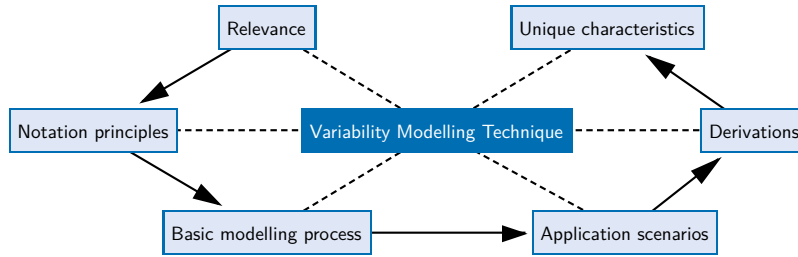 Relevance
Unique characteristics
Notation principles
Variability Modelling Technique
Derivations
Basic modelling process
Application scenarios